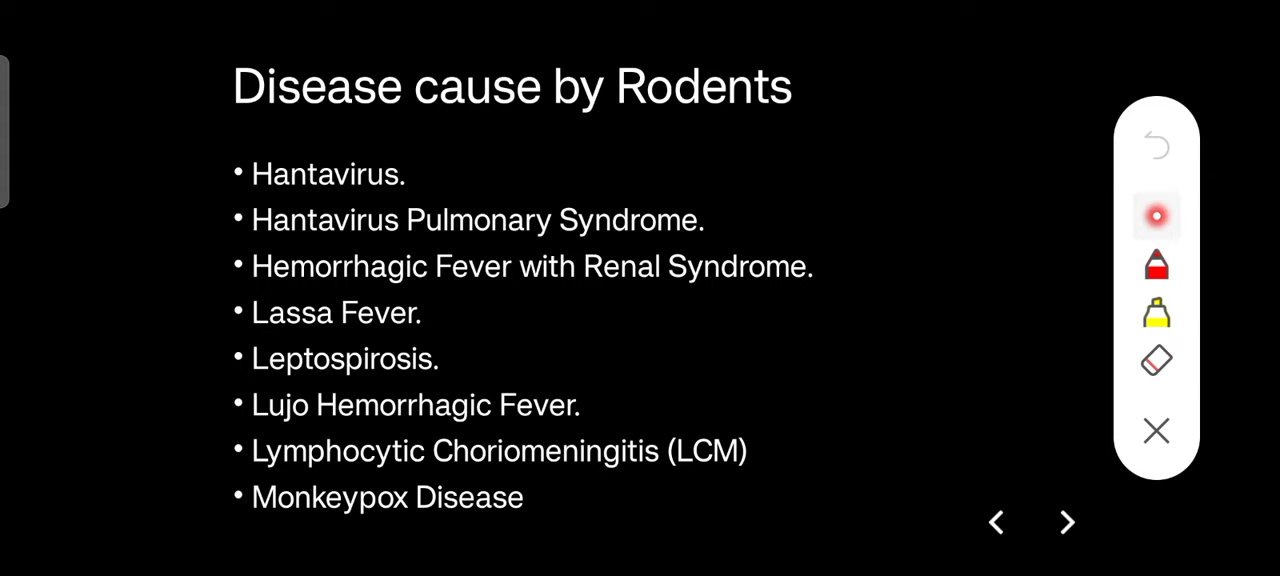 Disease cause by Rodents
• Hantavirus.
• Hantavirus Pulmonary Syndrome.
• Hemorrhagic Fever with Renal Syndrome.
• Lassa Fever.
• Leptospirosis.
• Lujo Hemorrhagic Fever.
• Lymphocytic Choriomeningitis (LCM)
• Monkeypox Disease